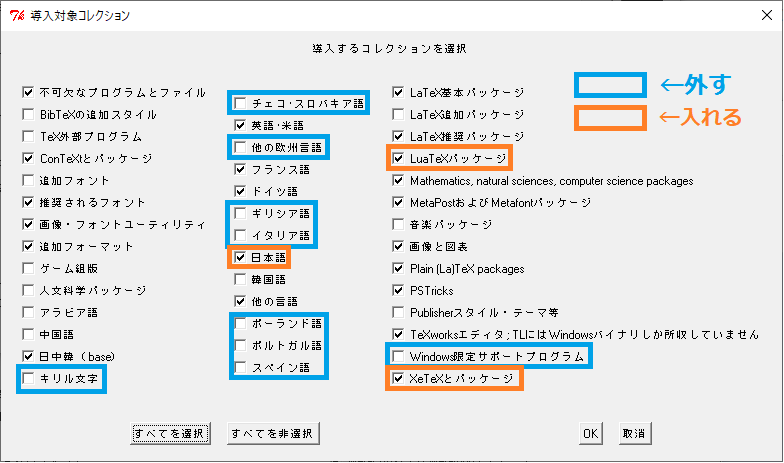 導入対象コレクション
導入するコレクションを選択
不可欠なプログラムとファイル
BibTeXの追加スタイル
TeX外部プログラム
ConTeXtとパッケージ
追加フォント
推奨されるフォント
画像・フォントユーティリティ
追加フォーマット
ゲーム組版
人文科学パッケージ
アラビア語
中国語
日中韓（base）
キリル文字
チェコ・スロバキア語
英語・米語
他の欧州言語
フランス語
ドイツ語
ギリシア語
イタリア語
日本語
韓国語
他の言語
ポーランド語
ポルトガル語
スペイン語
LaTeX基本パッケージ
LaTeX追加パッケージ
LaTeX推奨パッケージ
LuaTeXパッケージ
Mathematics, natural sciences, computer science packages
MetaPostおよびMetafontパッケージ
音楽パッケージ
画像と図表
Plain (La)TeX packages
PSTricks
Publisherスタイル・テーマ等
TeXworksエディタ; TLにはWindowsバイナリしか所収していません
Windows限定サポートプログラム
XeTeXとパッケージ
←外す
←入れる
すべてを選択
すべてを非選択
OK
取消